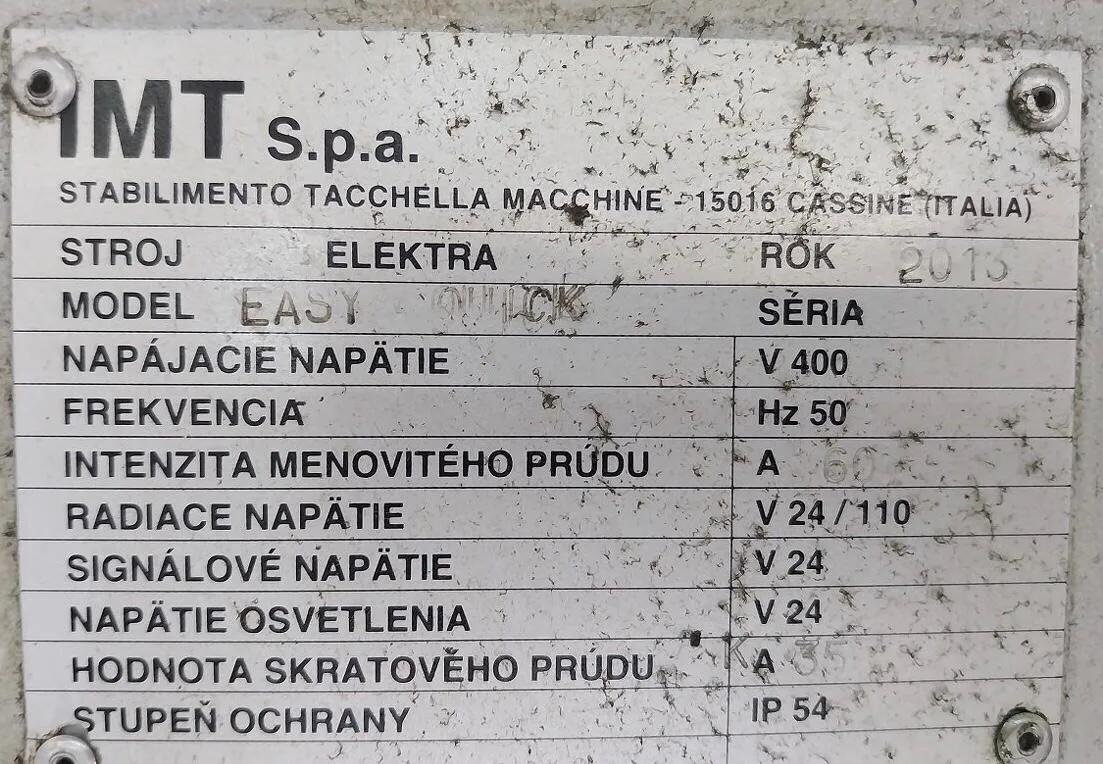 IMT S.p.a.
STABILIMENTO TACCHELLA MACCHINE - 15016 CASSINE (ITALIA)
STROJ ELEKTRA ROK
MODEL EASY QUICK SÉRIA
NAPÁJACIE NAPÄTIE V 400
FREKVENCIA Hz 50
INTENZITA MENOVITÉHO PRÚDU A 60
RADIACE NAPÄTIE V 24 / 110
SIGNÁLOVÉ NAPÄTIE V 24
NAPÄTIE OSVETLENIA V 24
HODNOTA SKRATOVĚHO PRÚDU K A 35
STUPEŇ OCHRANY IP 54